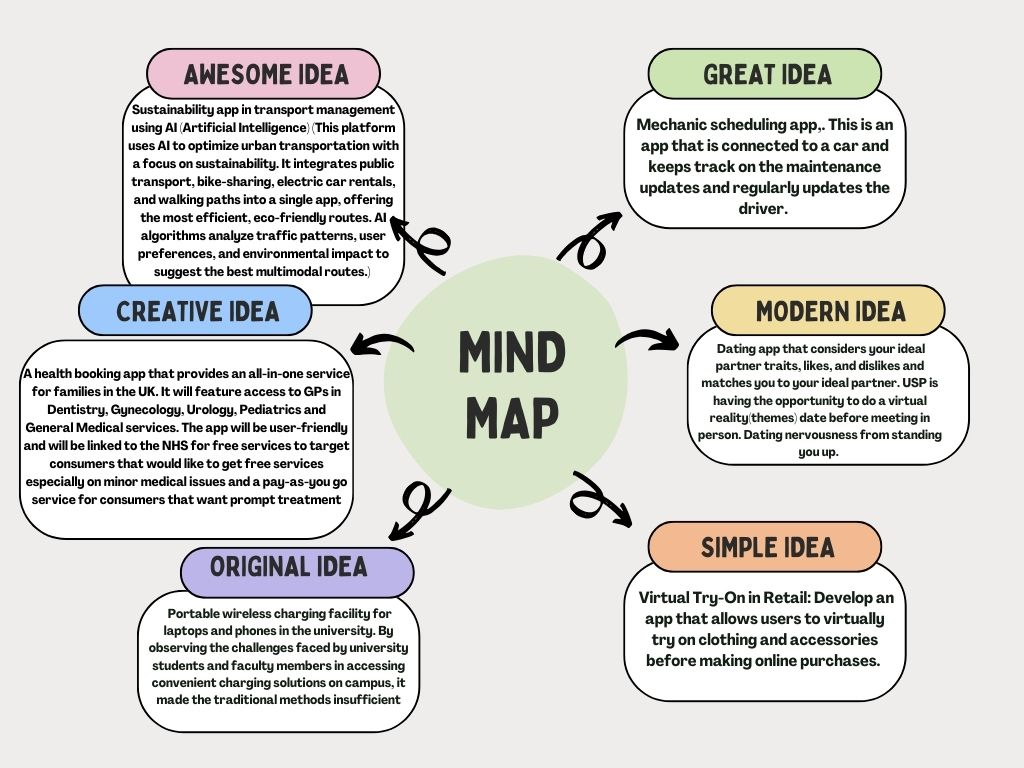 AWESOME IDEA
Sustainability app in transport management
using AI (Artificial Intelligence) (This platform
uses AI to optimize urban transportation with
a focus on sustainability. It integrates public
transport, bike-sharing, electric car rentals,
and walking paths into a single app, offering
the most efficient, eco-friendly routes. AI
algorithms analyze traffic patterns, user
preferences, and environmental impact to
suggest the best multimodal routes.)
GREAT IDEA
Mechanic scheduling app,. This is an
app that is connected to a car and
keeps track on the maintenance
updates and regularly updates the
driver.
CREATIVE IDEA
A health booking app that provides an all-in-one service
for families in the UK. It will feature access to GPs in
Dentistry, Gynecology, Urology, Pediatrics and
General Medical services. The app will be user-friendly
and will be linked to the NHS for free services to target
consumers that would like to get free services
especially on minor medical issues and a pay-as-you go
service for consumers that want prompt treatment
MIND
MAP
MODERN IDEA
Dating app that considers your ideal
partner traits, likes, and dislikes and
matches you to your ideal partner. USP is
having the opportunity to do a virtual
reality(themes) date before meeting in
person. Dating nervousness from standing
you up.
ORIGINAL IDEA
Portable wireless charging facility for
laptops and phones in the university. By
observing the challenges faced by university
students and faculty members in accessing
convenient charging solutions on campus, it
made the traditional methods insufficient
SIMPLE IDEA
Virtual Try-On in Retail: Develop an
app that allows users to virtually
try on clothing and accessories
before making online purchases.